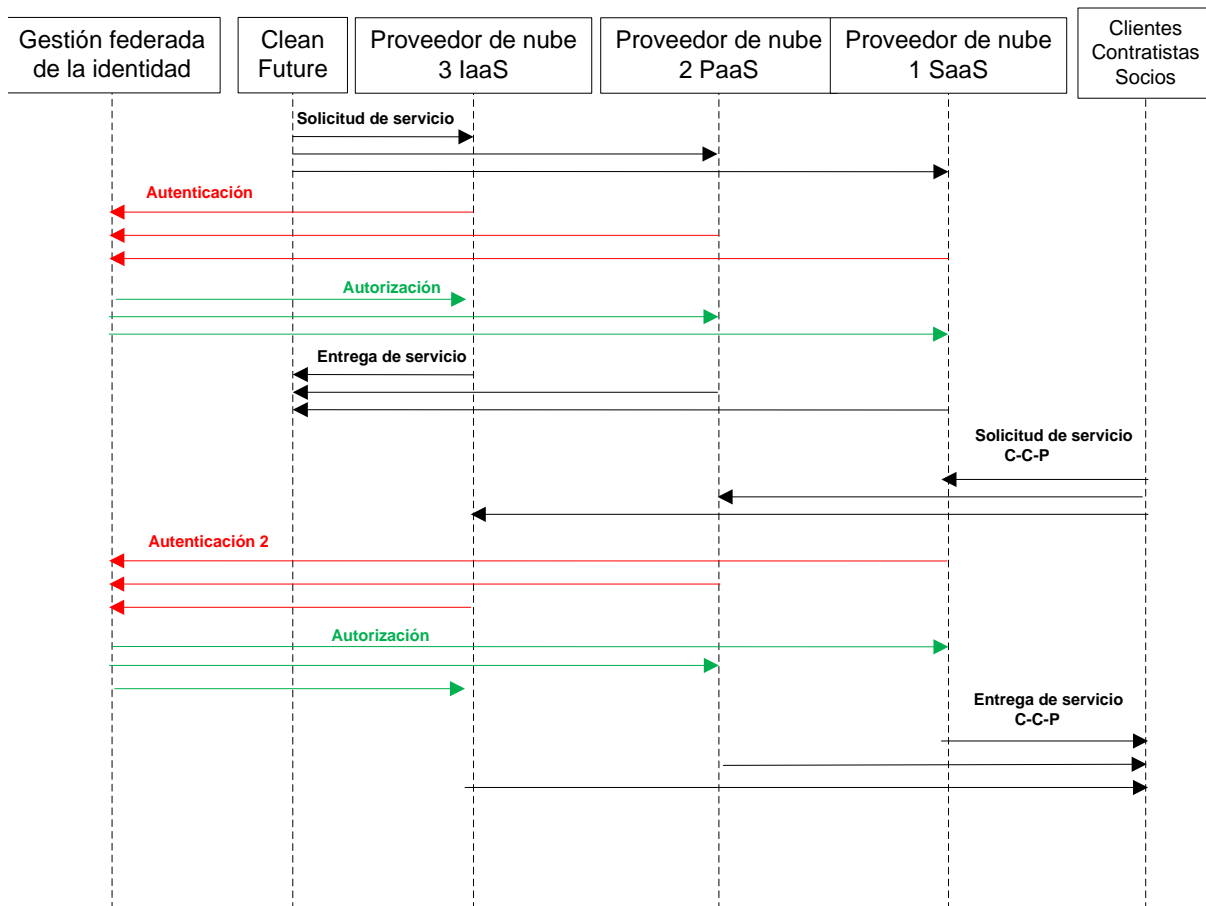 Gestión federada
de la identidad
Clean
Future
Proveedor de nube
3 IaaS
Proveedor de nube
2 PaaS
Proveedor de nube
1 SaaS
Clientes
Contratistas
Socios
Solicitud de servicio
Autenticación
Autorización
Entrega de servicio
Solicitud de servicio
C-C-P
Autenticación 2
Autorización
Entrega de servicio
C-C-P